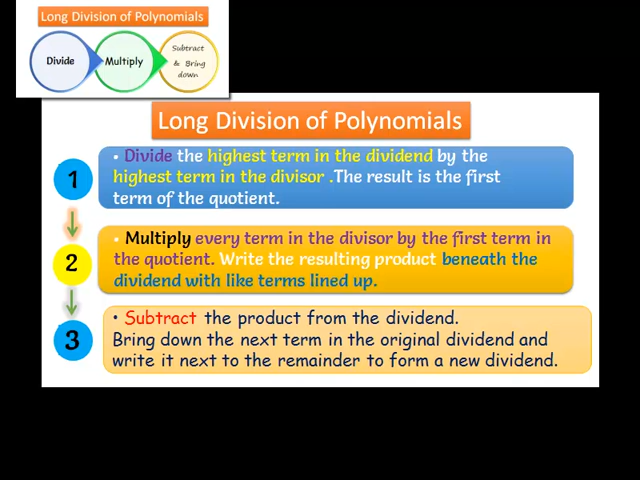 Long Division of Polynomials
Divide
Multiply
Subtract
& Bring
down
Long Division of Polynomials
1
• Divide the highest term in the dividend by the
highest term in the divisor .The result is the first
term of the quotient.
2
• Multiply every term in the divisor by the first term in
the quotient. Write the resulting product beneath the
dividend with like terms lined up.
3
• Subtract the product from the dividend.
Bring down the next term in the original dividend and
write it next to the remainder to form a new dividend.